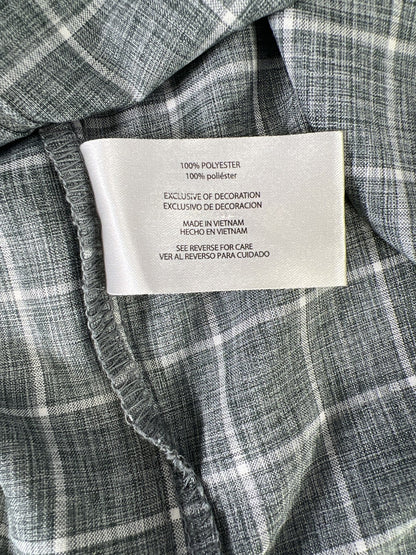 100% POLYESTER
100% poliéster
EXCLUSIVE OF DECORATION
EXCLUSIVO DE DECORACION
MADE IN VIETNAM
HECHO EN VIETNAM
SEE REVERSE FOR CARE
VER AL REVERSO PARA CUIDADO